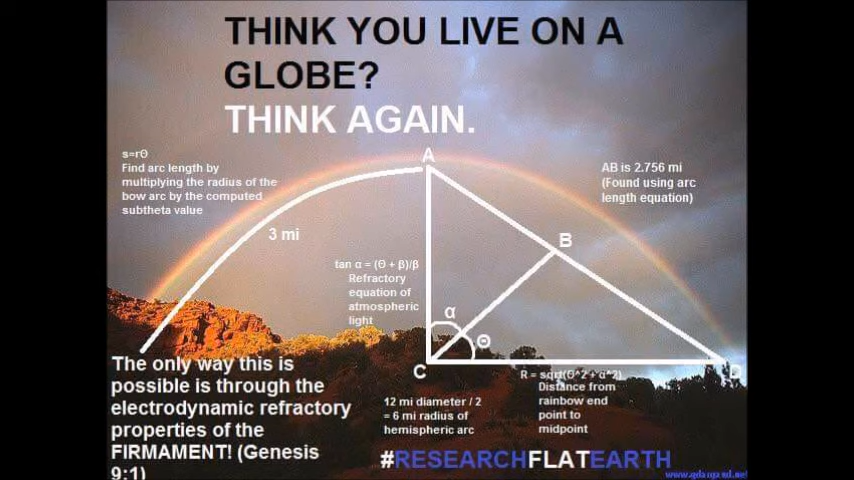 THINK YOU LIVE ON A
GLOBE?
THINK AGAIN.
s=rΘ
Find arc length by
multiplying the radius of the
bow arc by the computed
subtheta value
A
AB is 2.756 mi
(Found using arc
length equation)
3 mi
B
tan α = (Θ + β)/β
Refractory
equation of
atmospheric
light
α
Θ
C
D
The only way this is
possible is through the
electrodynamic refractory
properties of the
FIRMAMENT! (Genesis
9:1)
12 mi diameter / 2
= 6 mi radius of
hemispheric arc
R = sqrt(Θ^2 + α^2)
Distance from
rainbow end
point to
midpoint
#RESEARCHFLATEARTH